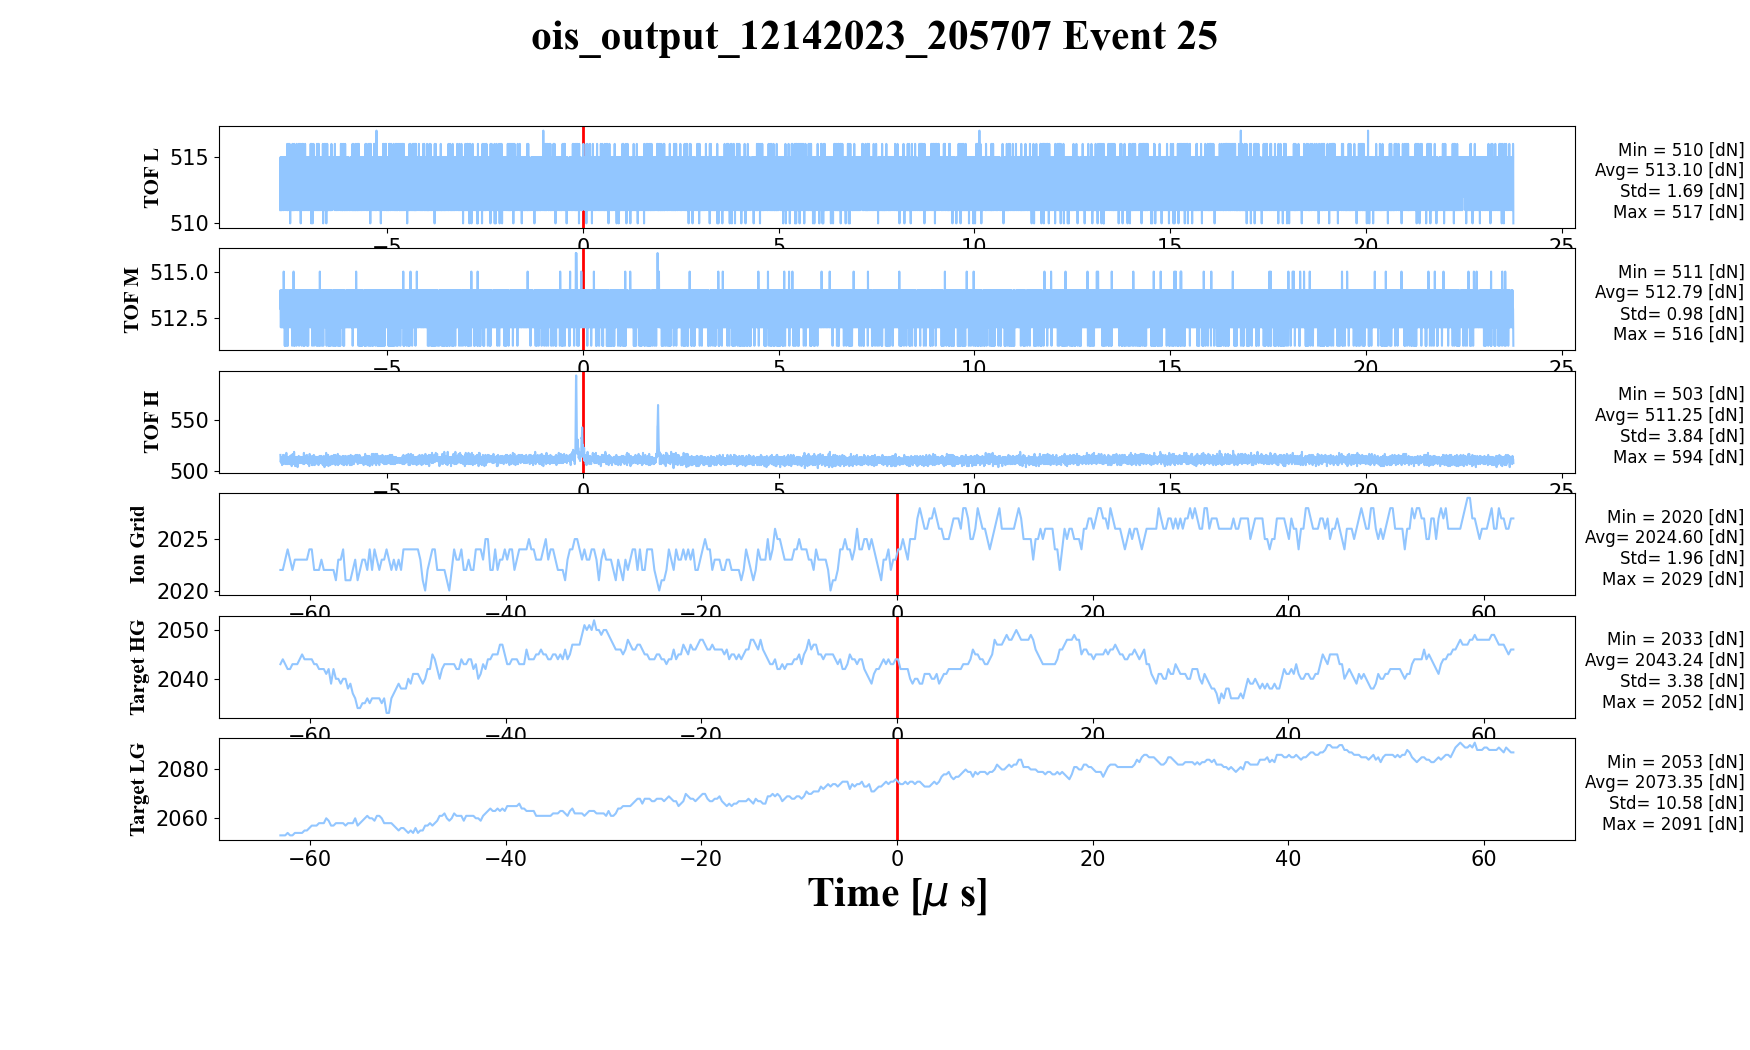 ois_output_12142023_205707 Event 25
TOF L
515
510
−5
0
5
10
15
20
25
Min = 510 [dN]
Avg= 513.10 [dN]
Std= 1.69 [dN]
Max = 517 [dN]
TOF M
515.0
512.5
−5
0
5
10
15
20
25
Min = 511 [dN]
Avg= 512.79 [dN]
Std= 0.98 [dN]
Max = 516 [dN]
TOF H
550
500
−5
0
5
10
15
20
25
Min = 503 [dN]
Avg= 511.25 [dN]
Std= 3.84 [dN]
Max = 594 [dN]
Ion Grid
2025
2020
−60
−40
−20
0
20
40
60
Min = 2020 [dN]
Avg= 2024.60 [dN]
Std= 1.96 [dN]
Max = 2029 [dN]
Target HG
2050
2040
−60
−40
−20
0
20
40
60
Min = 2033 [dN]
Avg= 2043.24 [dN]
Std= 3.38 [dN]
Max = 2052 [dN]
Target LG
2080
2060
−60
−40
−20
0
20
40
60
Min = 2053 [dN]
Avg= 2073.35 [dN]
Std= 10.58 [dN]
Max = 2091 [dN]
Time [μ s]